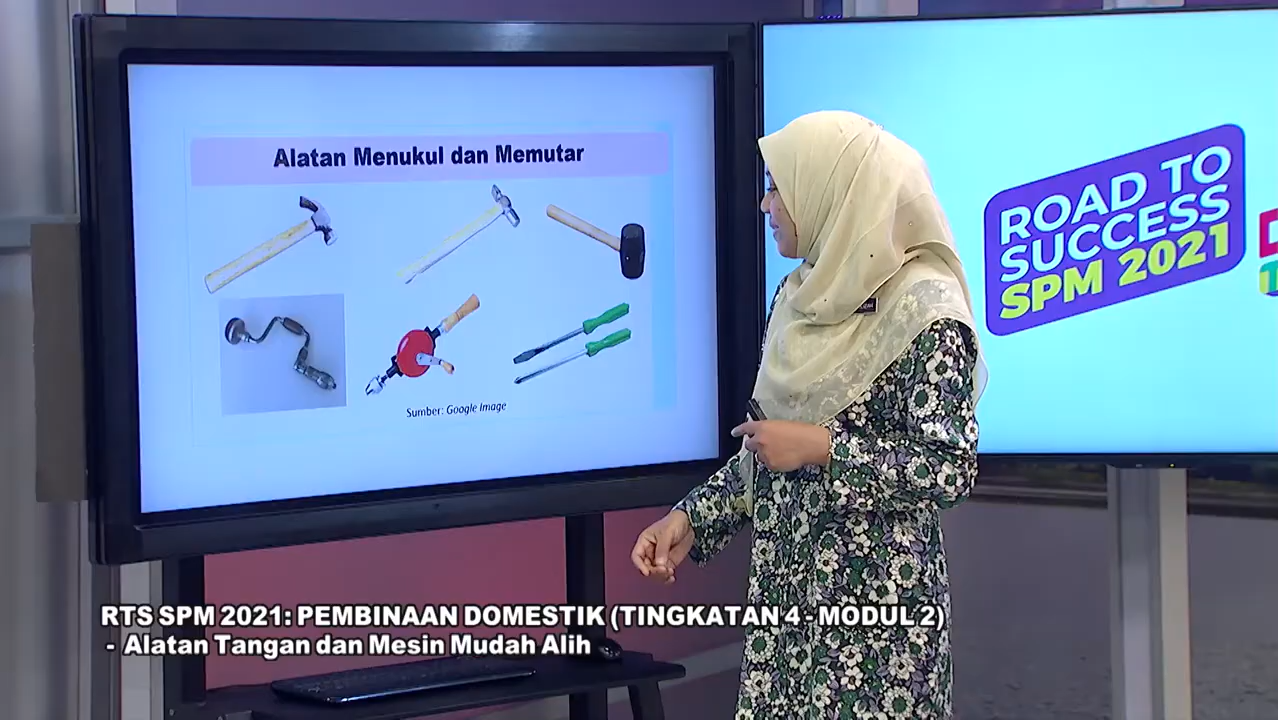 Alatan Menukul dan Memutar
Sumber: Google Image
ROAD TO
SUCCESS
SPM 2021
RTS SPM 2021: PEMBINAAN DOMESTIK (TINGKATAN 4 - MODUL 2)
- Alatan Tangan dan Mesin Mudah Alih